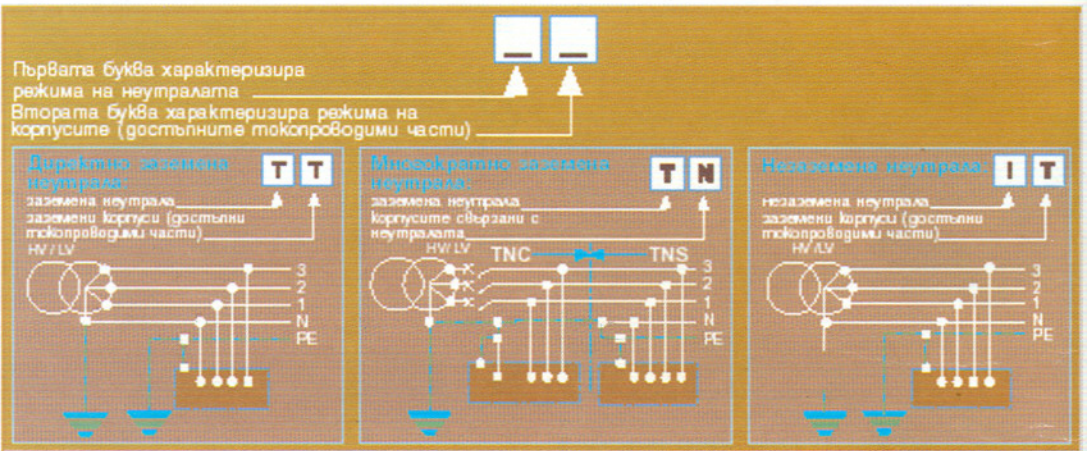 Първата буква характеризира
режима на неутралата
Втората буква характеризира режима на
корпусите (достъпните токопроводими части)
Директно заземена
неутрала:
T T
заземена неутрала
заземени корпуси (достъпни
токопроводими части)
HV/LV
3
2
1
N
PE
Многократно заземена
неутрала:
T N
заземена неутрала
корпусите свързани с
неутралата
HV/LV
TNC
TNS
3
2
1
N
PE
Незаземена неутрала:
I T
незаземена неутрала
заземени корпуси (достъпни
токопроводими части)
HV/LV
3
2
1
N
PE